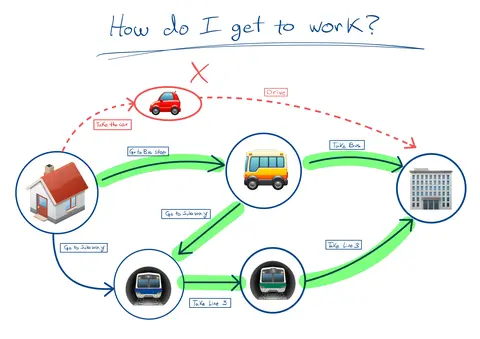 How do I get to work?
X
Drive
Take the car
Go to Bus stop
Take Bus
Go to Subway
Go to Subway
Take Line 3
Take Line 3